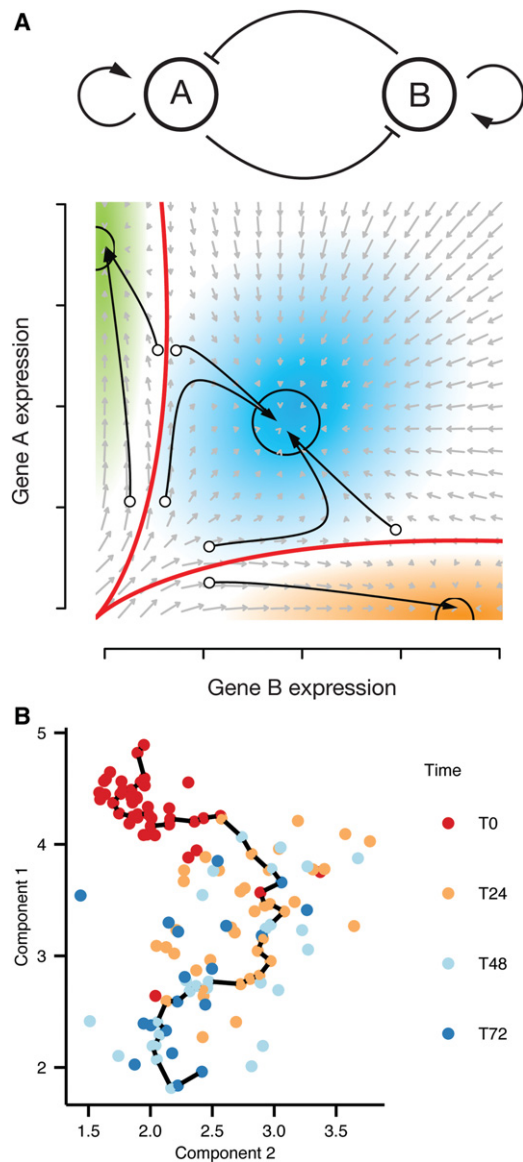 A
A
B
Gene A expression
Gene B expression
B
Time
T0
T24
T48
T72
5
4
3
2
Component 1
1.5 2.0 2.5 3.0 3.5
Component 2